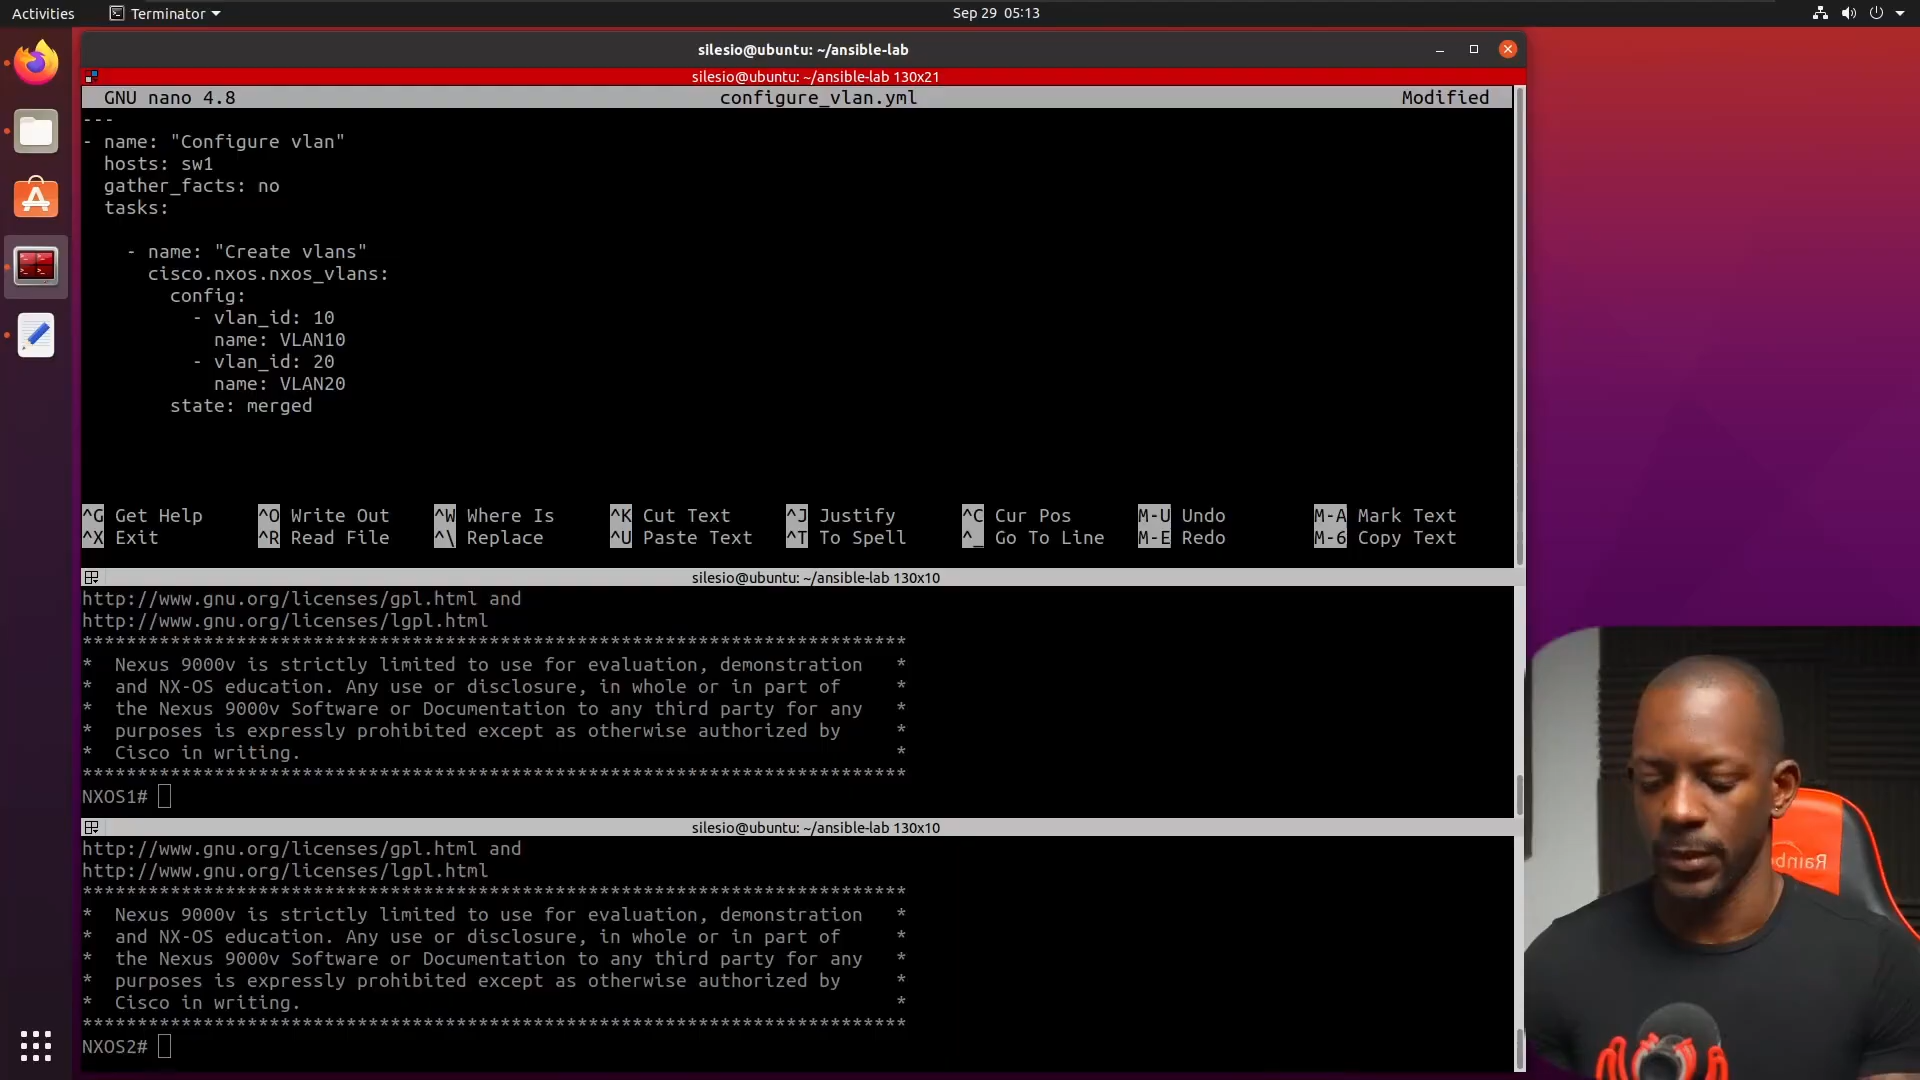 Activities
Terminator
Sep 29 05:13
silesio@ubuntu: ~/ansible-lab
silesio@ubuntu: ~/ansible-lab 130x21
GNU nano 4.8 configure_vlan.yml Modified
---
- name: "Configure vlan"
hosts: sw1
gather_facts: no
tasks:
- name: "Create vlans"
cisco.nxos.nxos_vlans:
config:
- vlan_id: 10
name: VLAN10
- vlan_id: 20
name: VLAN20
state: merged
^G Get Help ^O Write Out ^W Where Is ^K Cut Text ^J Justify ^C Cur Pos M-U Undo M-A Mark Text
^X Exit ^R Read File ^\ Replace ^U Paste Text ^T To Spell ^_ Go To Line M-E Redo M-6 Copy Text
silesio@ubuntu: ~/ansible-lab 130x10
http://www.gnu.org/licenses/gpl.html and
http://www.gnu.org/licenses/lgpl.html
***************************************************************************
* Nexus 9000v is strictly limited to use for evaluation, demonstration *
* and NX-OS education. Any use or disclosure, in whole or in part of *
* the Nexus 9000v Software or Documentation to any third party for any *
* purposes is expressly prohibited except as otherwise authorized by *
* Cisco in writing. *
***************************************************************************
NXOS1#
silesio@ubuntu: ~/ansible-lab 130x10
http://www.gnu.org/licenses/gpl.html and
http://www.gnu.org/licenses/lgpl.html
***************************************************************************
* Nexus 9000v is strictly limited to use for evaluation, demonstration *
* and NX-OS education. Any use or disclosure, in whole or in part of *
* the Nexus 9000v Software or Documentation to any third party for any *
* purposes is expressly prohibited except as otherwise authorized by *
* Cisco in writing. *
***************************************************************************
NXOS2#